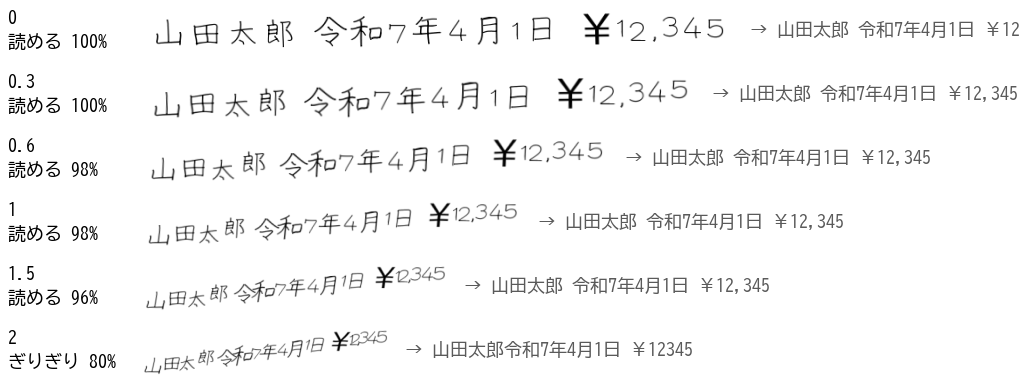 0
読める 100% 山田太郎 令和7年4月1日 ¥12,345 → 山田太郎 令和7年4月1日 ¥12
0.3
読める 100% 山田太郎 令和7年4月1日 ¥12,345 → 山田太郎 令和7年4月1日 ¥12,345
0.6
読める 98% 山田太郎 令和7年4月1日 ¥12,345 → 山田太郎 令和7年4月1日 ¥12,345
1
読める 98% 山田太郎 令和7年4月1日 ¥12,345 → 山田太郎 令和7年4月1日 ¥12,345
1.5
読める 96% 山田太郎 令和7年4月1日 ¥12,345 → 山田太郎 令和7年4月1日 ¥12,345
2
ぎりぎり 80% 山田太郎 令和7年4月1日 ¥12345 → 山田太郎令和7年4月1日 ¥12345